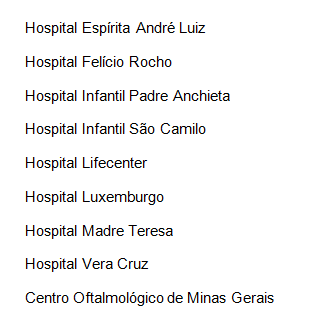 Hospital Espírita André Luiz
Hospital Felício Rocho
Hospital Infantil Padre Anchieta
Hospital Infantil São Camilo
Hospital Lifecenter
Hospital Luxemburgo
Hospital Madre Teresa
Hospital Vera Cruz
Centro Oftalmológico de Minas Gerais